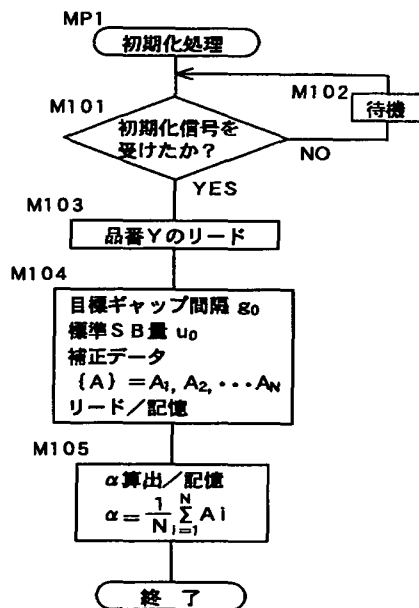 MP1
初期化処理
M101
M102
待機
初期化信号を
受けたか？
NO
YES
M103
品番Yのリード
M104
目標ギャップ間隔 g₀
標準SB量 u₀
補正データ
{A}=A₁, A₂, ・・・A_N
リード／記憶
M105
α算出／記憶
α=1/N Σ_{i=1}^{N} Ai
終 了